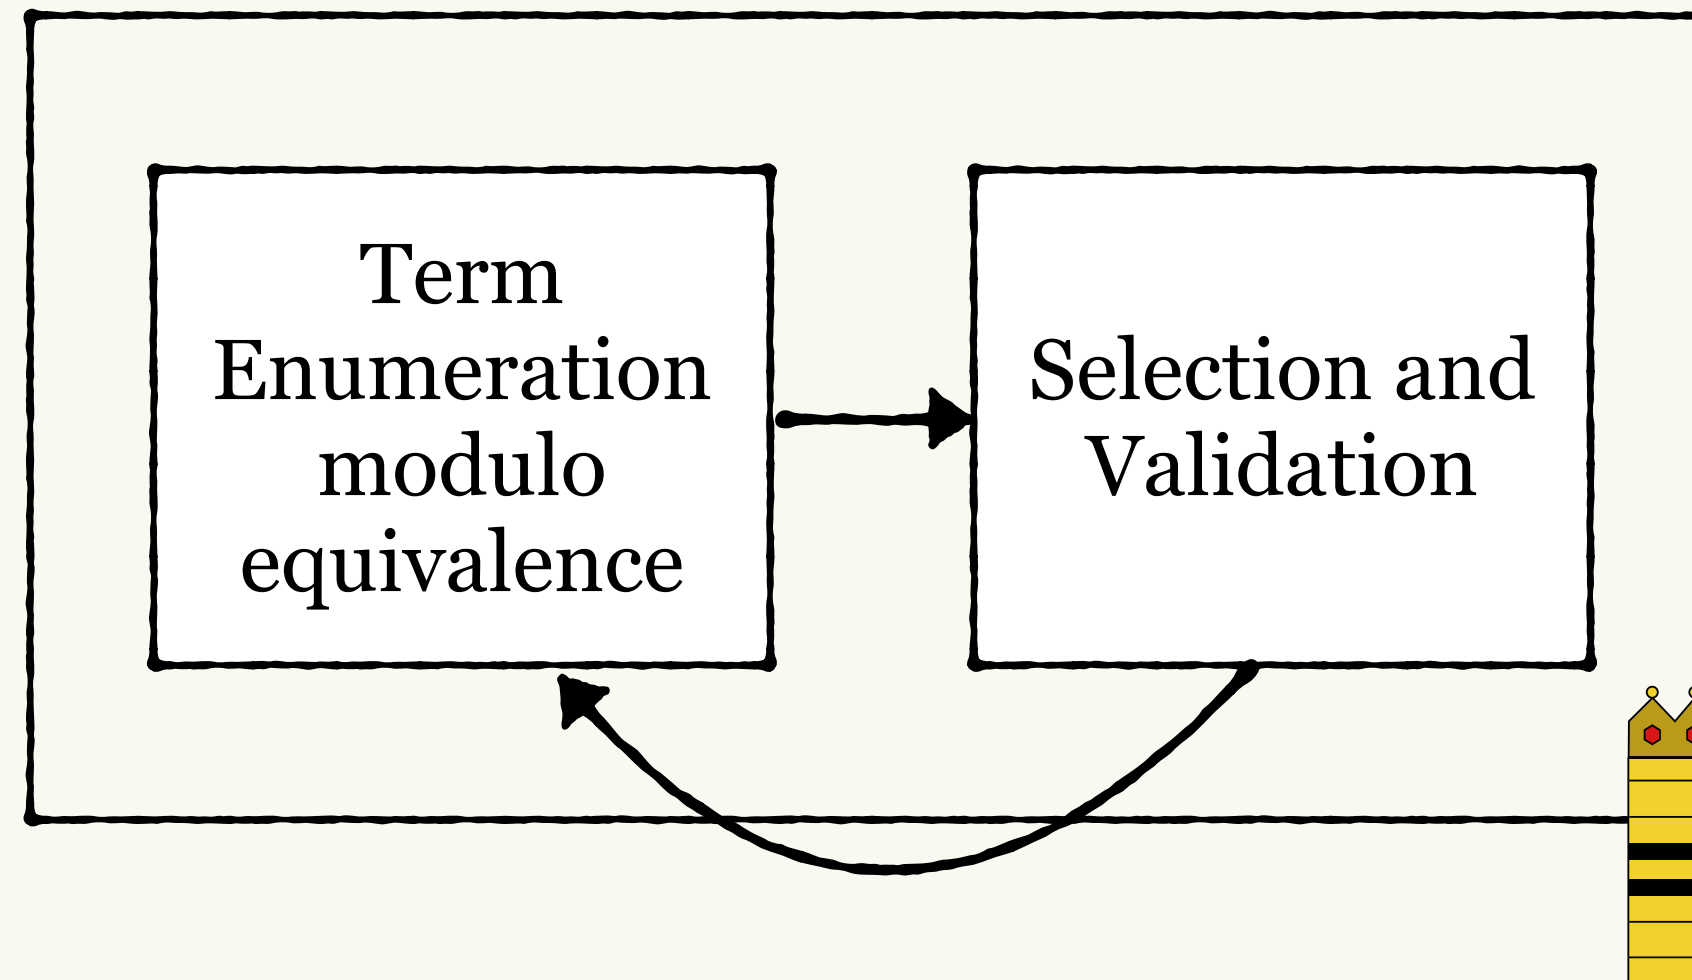 Term
Enumeration
modulo
equivalence
Selection and
Validation